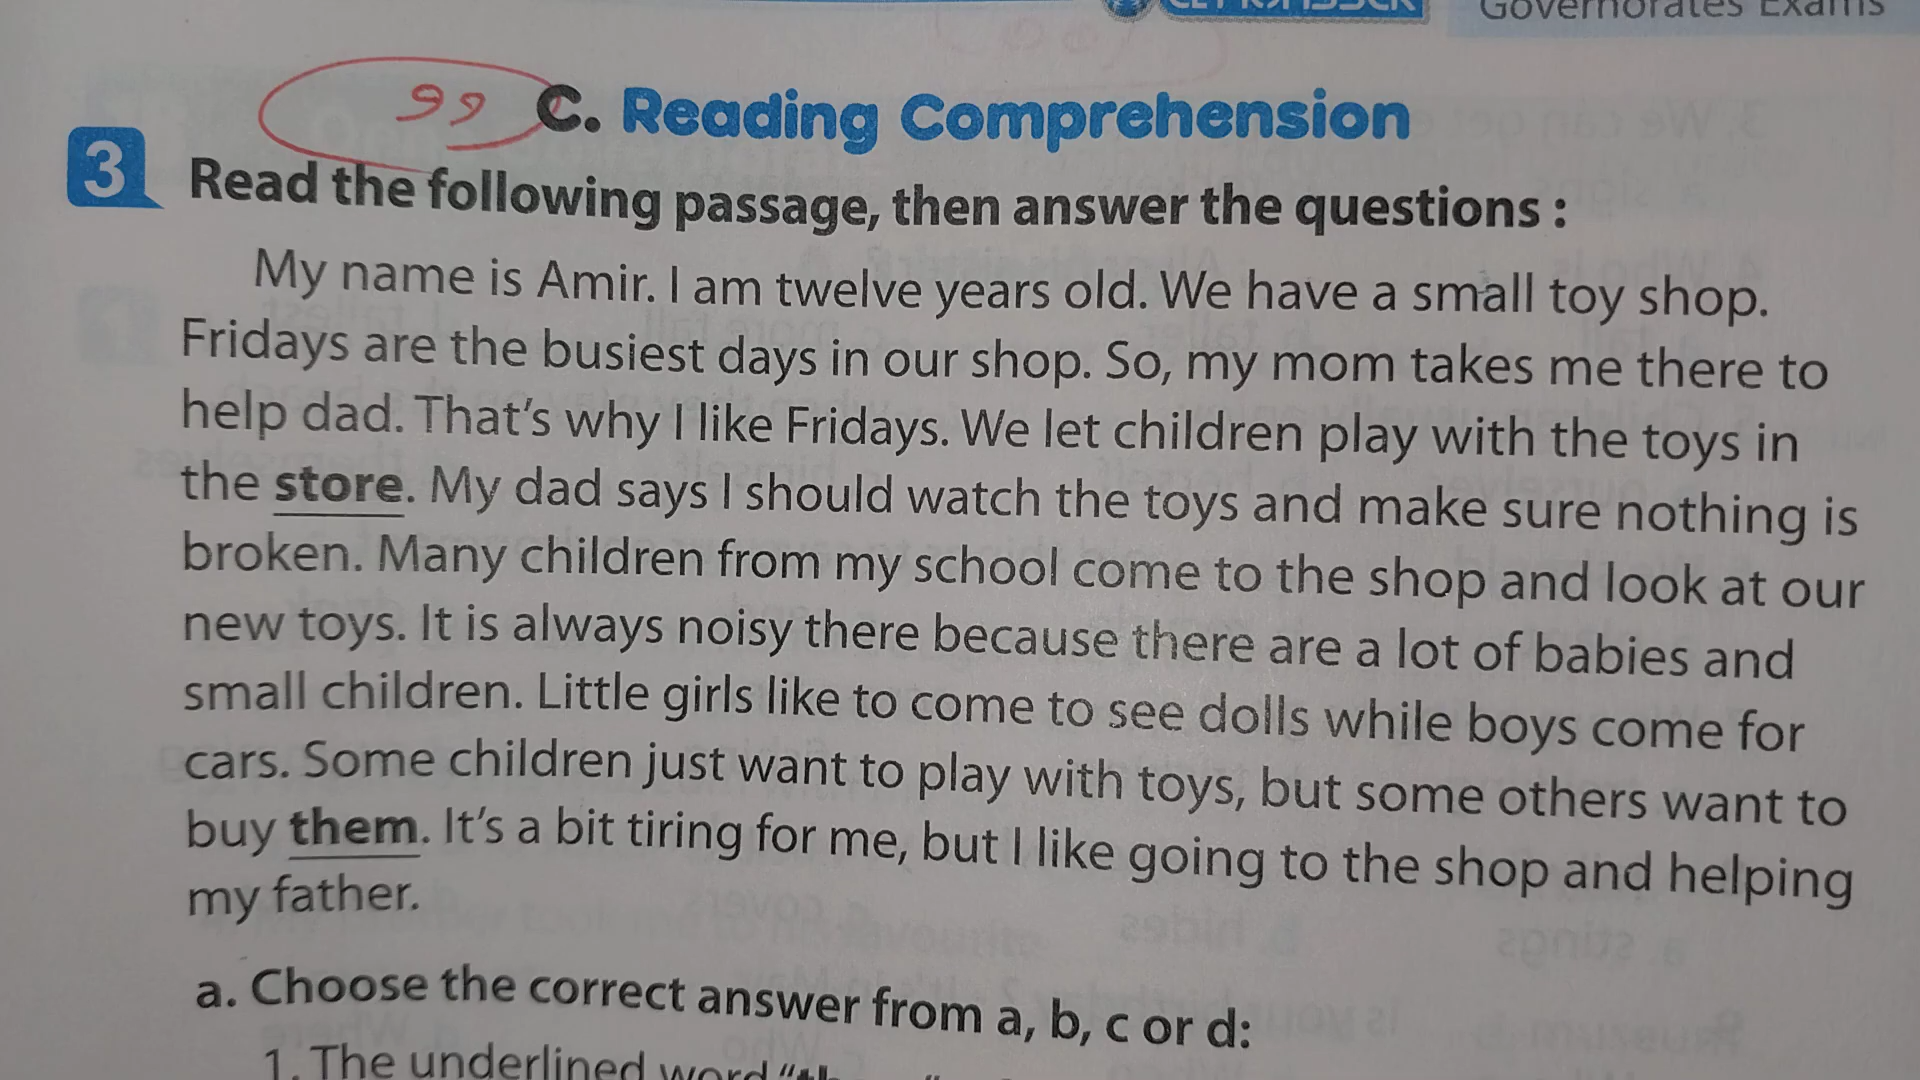 Governorates Exams
99
C. Reading Comprehension
3 Read the following passage, then answer the questions :
My name is Amir. I am twelve years old. We have a small toy shop.
Fridays are the busiest days in our shop. So, my mom takes me there to
help dad. That's why I like Fridays. We let children play with the toys in
the store. My dad says I should watch the toys and make sure nothing is
broken. Many children from my school come to the shop and look at our
new toys. It is always noisy there because there are a lot of babies and
small children. Little girls like to come to see dolls while boys come for
cars. Some children just want to play with toys, but some others want to
buy them. It's a bit tiring for me, but I like going to the shop and helping
my father.
a. Choose the correct answer from a, b, c or d:
1. The underlined word